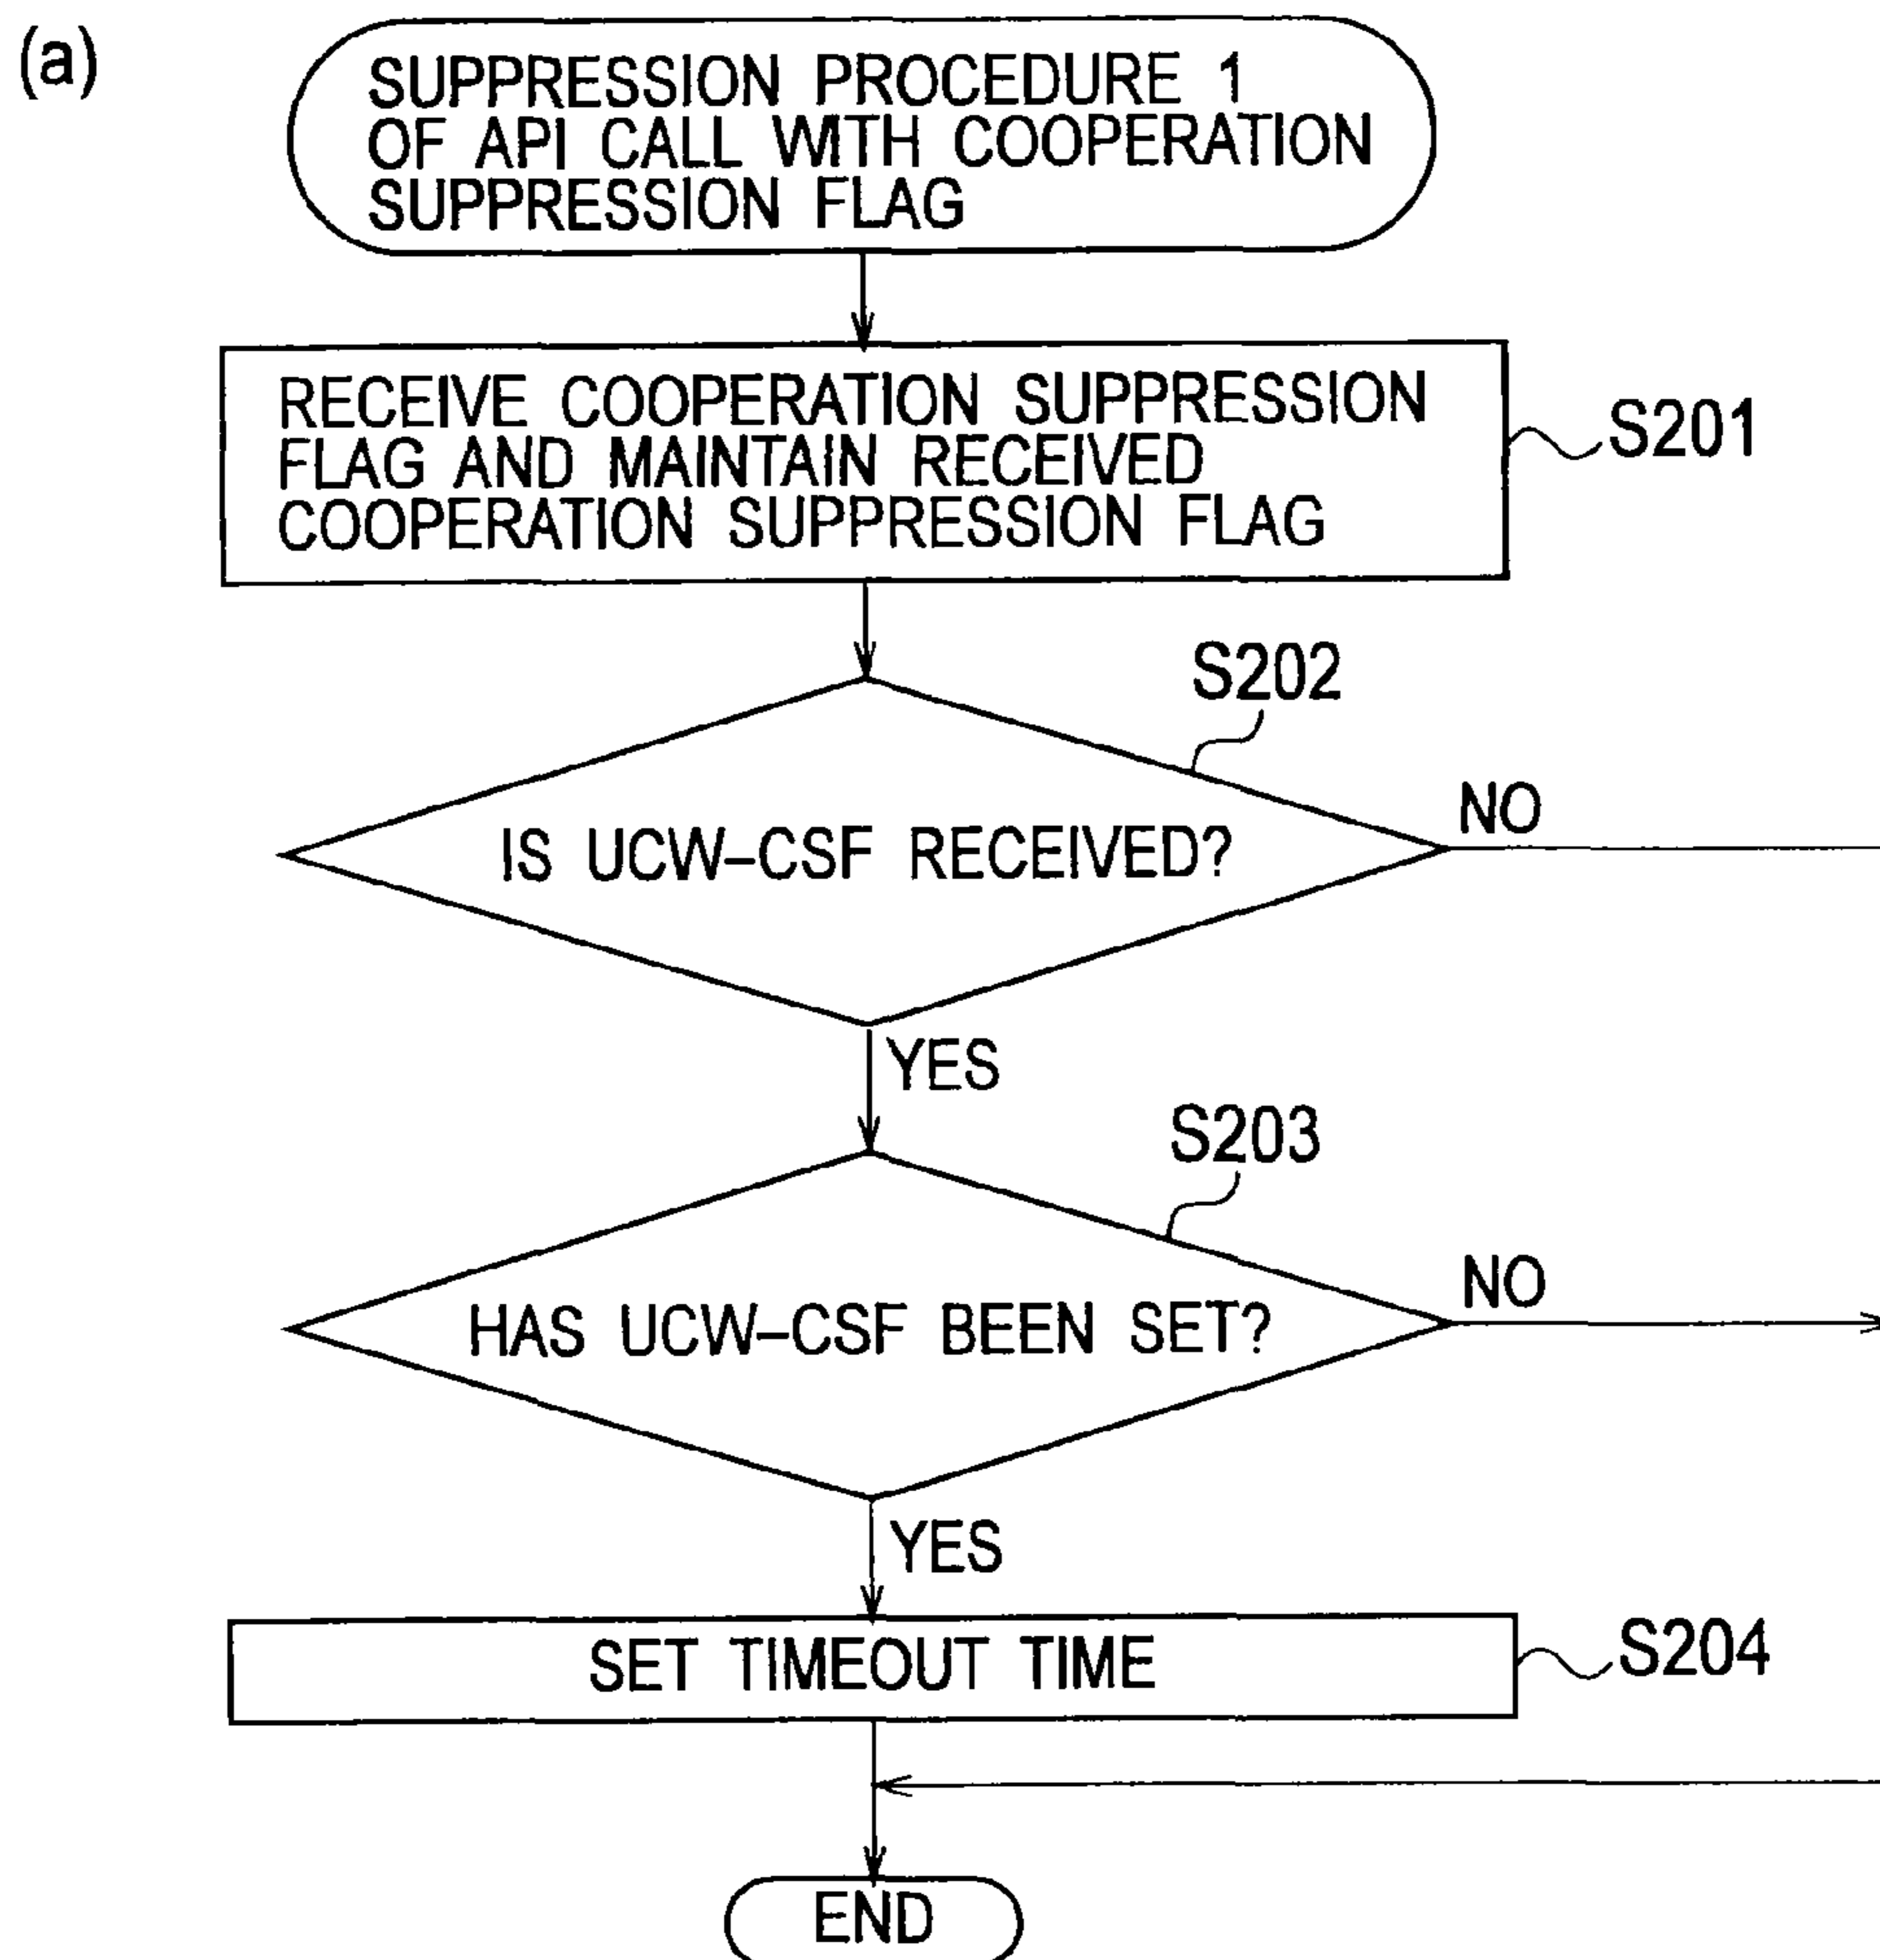 (a)
SUPPRESSION PROCEDURE 1
OF API CALL WITH COOPERATION
SUPPRESSION FLAG
RECEIVE COOPERATION SUPPRESSION
FLAG AND MAINTAIN RECEIVED
COOPERATION SUPPRESSION FLAG
S201
S202
IS UCW–CSF RECEIVED?
NO
YES
S203
HAS UCW–CSF BEEN SET?
NO
YES
SET TIMEOUT TIME
S204
END